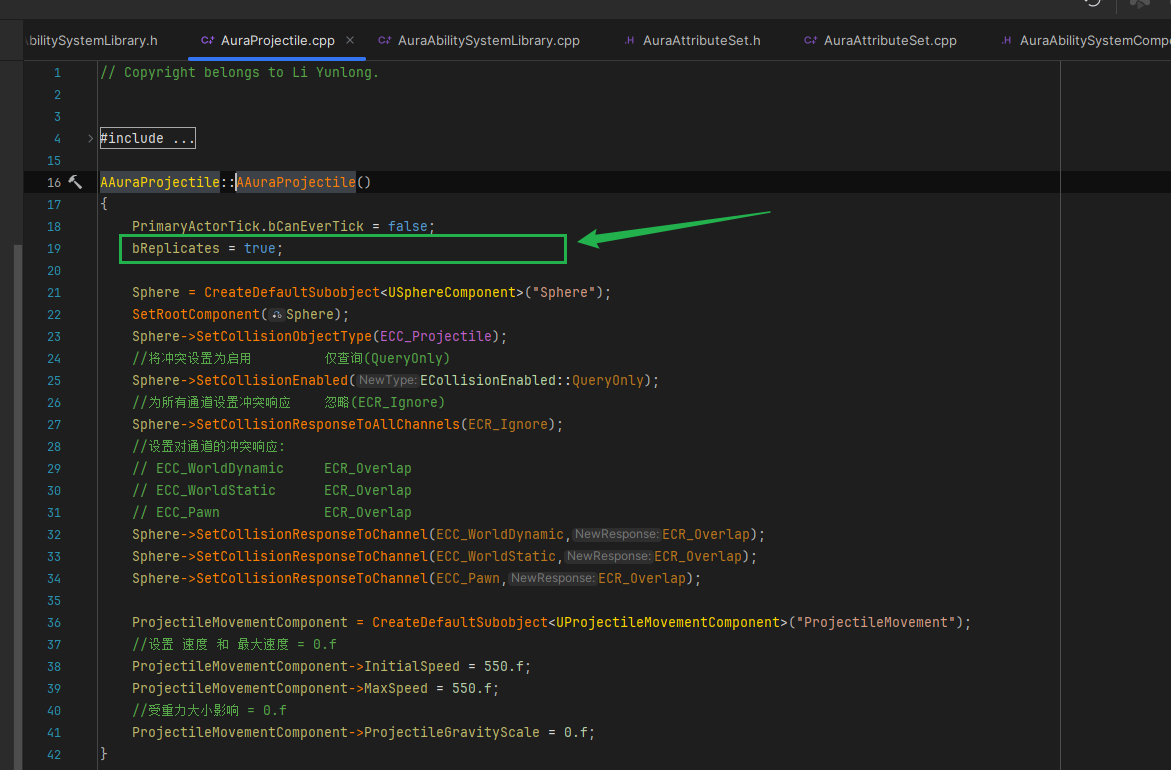 bilitySystemLibrary.h AuraProjectile.cpp AuraAbilitySystemLibrary.cpp AuraAttributeSet.h AuraAttributeSet.cpp AuraAbilitySystemComp
1 // Copyright belongs to Li Yunlong.
2
3
4 #include ...
15
16 AAuraProjectile::AAuraProjectile()
17 {
18 PrimaryActorTick.bCanEverTick = false;
19 bReplicates = true;
20
21 Sphere = CreateDefaultSubobject<USphereComponent>("Sphere");
22 SetRootComponent(Sphere);
23 Sphere->SetCollisionObjectType(ECC_Projectile);
24 //将冲突设置为启用 仅查询(QueryOnly)
25 Sphere->SetCollisionEnabled(NewType:ECollisionEnabled::QueryOnly);
26 //为所有通道设置冲突响应 忽略(ECR_Ignore)
27 Sphere->SetCollisionResponseToAllChannels(ECR_Ignore);
28 //设置对通道的冲突响应:
29 // ECC_WorldDynamic ECR_Overlap
30 // ECC_WorldStatic ECR_Overlap
31 // ECC_Pawn ECR_Overlap
32 Sphere->SetCollisionResponseToChannel(ECC_WorldDynamic,NewResponse:ECR_Overlap);
33 Sphere->SetCollisionResponseToChannel(ECC_WorldStatic,NewResponse:ECR_Overlap);
34 Sphere->SetCollisionResponseToChannel(ECC_Pawn,NewResponse:ECR_Overlap);
35
36 ProjectileMovementComponent = CreateDefaultSubobject<UProjectileMovementComponent>("ProjectileMovement");
37 //设置 速度 和 最大速度 = 0.f
38 ProjectileMovementComponent->InitialSpeed = 550.f;
39 ProjectileMovementComponent->MaxSpeed = 550.f;
40 //受重力大小影响 = 0.f
41 ProjectileMovementComponent->ProjectileGravityScale = 0.f;
42 }